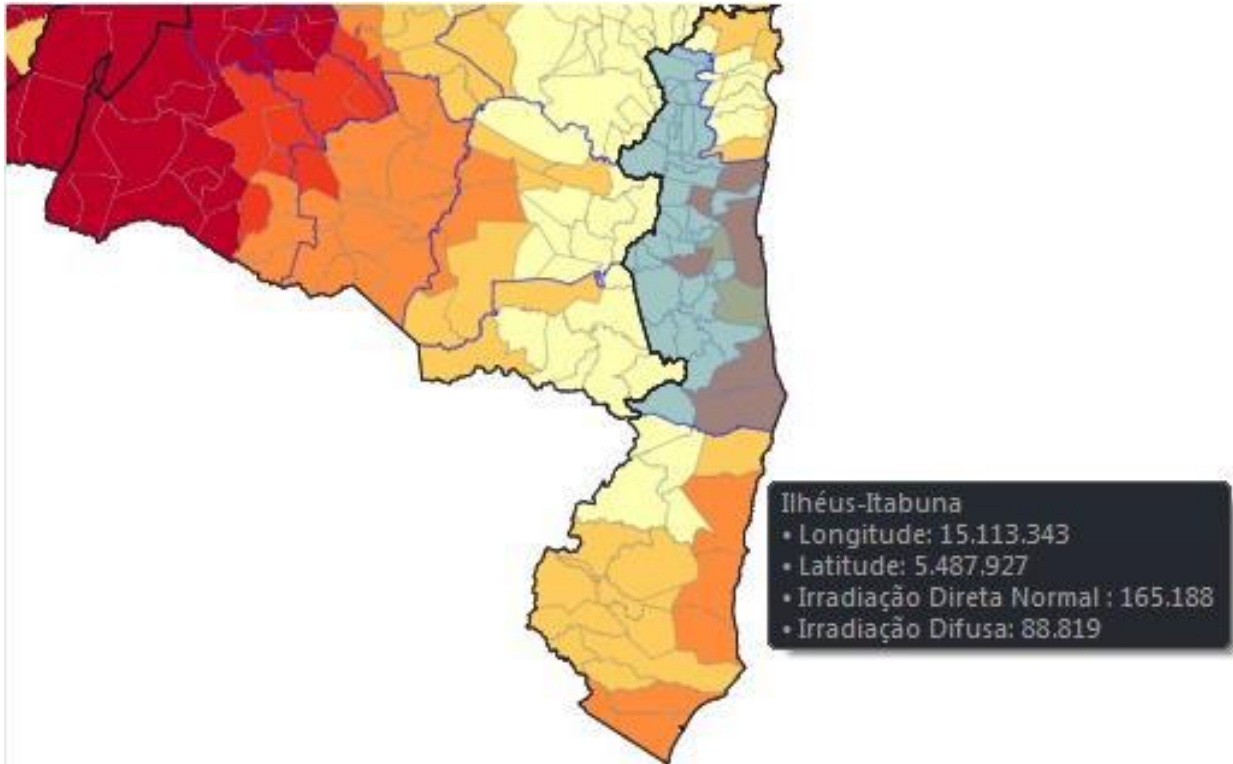 Ilhéus-Itabuna
• Longitude: 15.113.343
• Latitude: 5.487.927
• Irradiação Direta Normal : 165.188
• Irradiação Difusa: 88.819